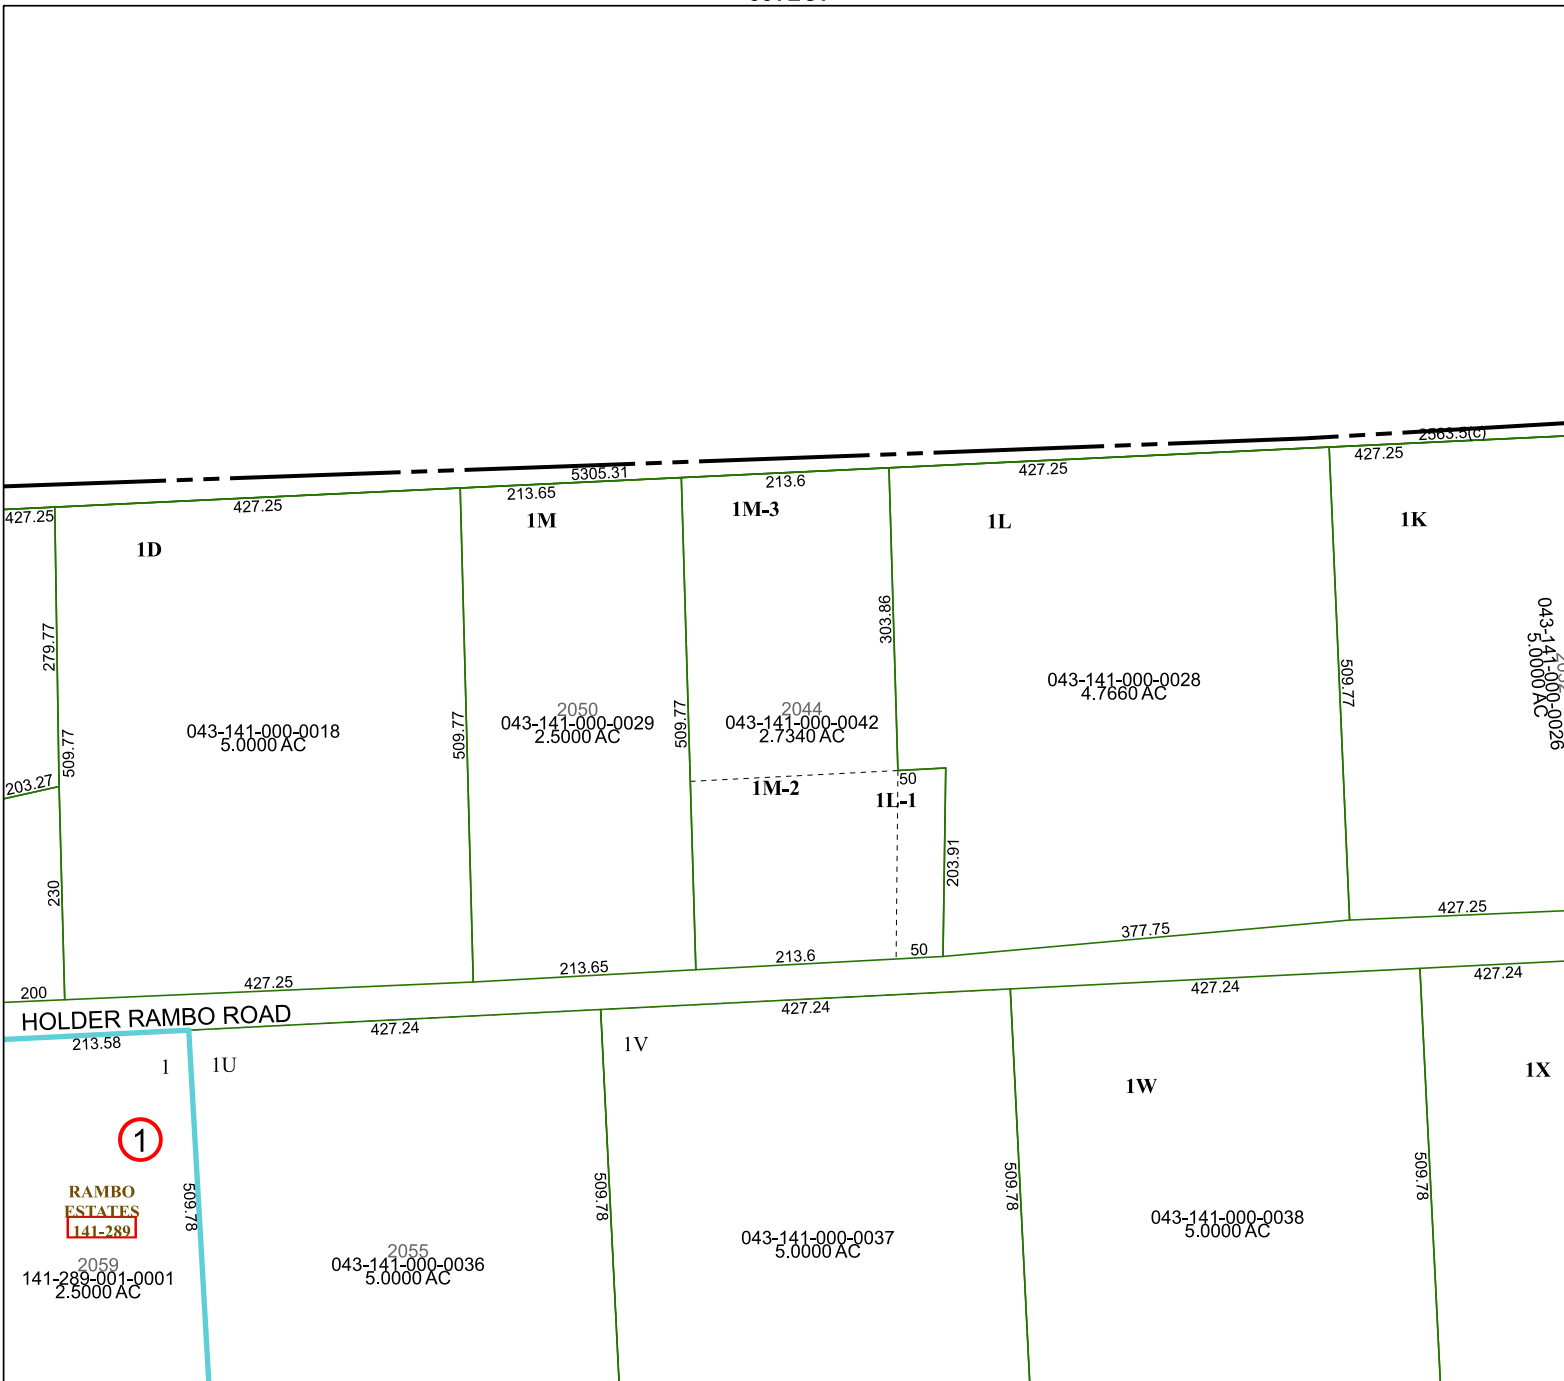 5305.31
2563.5(c)
427.25
427.25
213.65
213.6
427.25
427.25
1D
1M
1M-3
1L
1K
279.77
509.77
509.77
509.77
303.86
509.77
043-141-000-0018
5.0000 AC
2050
043-141-000-0029
2.5000 AC
2044
043-141-000-0042
2.7340 AC
043-141-000-0028
4.7660 AC
043-141-000-0026
5.0000 AC
203.27
1M-2
50
1L-1
230
203.91
200
427.25
213.65
213.6
50
377.75
427.25
HOLDER RAMBO ROAD
213.58
427.24
427.24
427.24
427.24
1
1U
1V
1W
1X
1
RAMBO
ESTATES
141-289
509.78
509.78
509.78
509.78
2059
141-289-001-0001
2.5000 AC
2055
043-141-000-0036
5.0000 AC
043-141-000-0037
5.0000 AC
043-141-000-0038
5.0000 AC